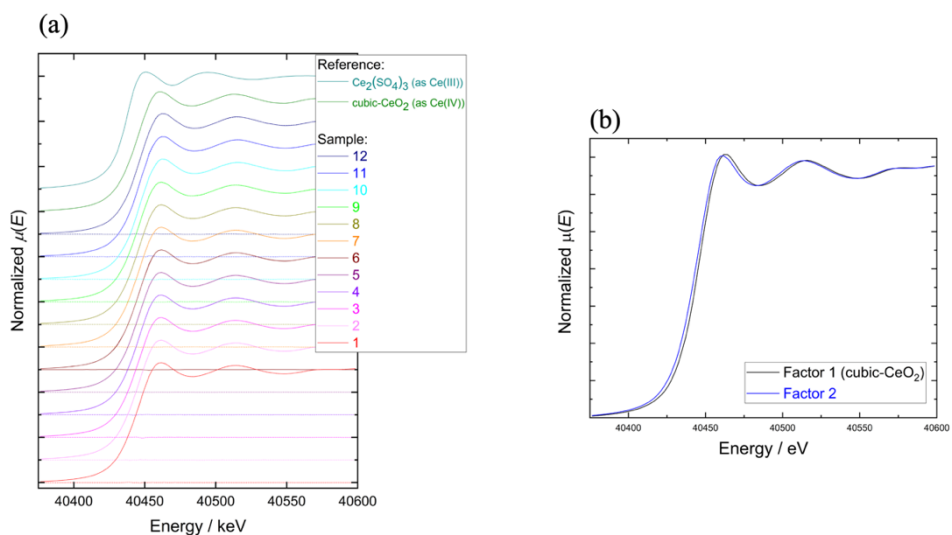 (a)
Reference:
Ce₂(SO₄)₃ (as Ce(III))
cubic-CeO₂ (as Ce(IV))
Sample:
12
11
10
9
8
7
6
5
4
3
2
1
Normalized μ(E)
40400 40450 40500 40550 40600
Energy / keV
(b)
Normalized μ(E)
Factor 1 (cubic-CeO₂)
Factor 2
40400 40450 40500 40550 40600
Energy / eV